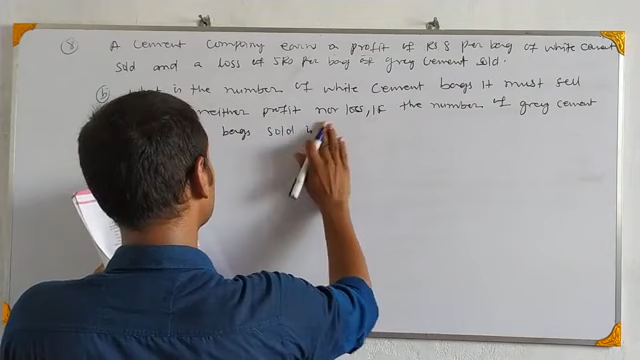 8 A cement company earn a profit of RS 8 per bag of white cement
sold and a loss of 5Rs per bag of grey cement sold.
b What is the number of white cement bags It must sell
neither profit nor loss, If the number of grey cement
bags sold is